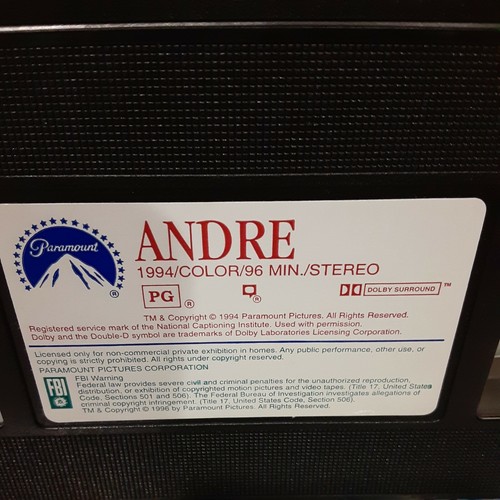 Paramount
®
ANDRE
1994/COLOR/96 MIN./STEREO
PG ® ® DOLBY SURROUND ™
TM & Copyright © 1994 Paramount Pictures. All Rights Reserved.
Registered service mark of the National Captioning Institute. Used with permission.
Dolby and the Double-D symbol are trademarks of Dolby Laboratories Licensing Corporation.
Licensed only for non-commercial private exhibition in homes. Any public performance, other use, or
copying is strictly prohibited. All rights under copyright reserved.
PARAMOUNT PICTURES CORPORATION
FBI
FBI Warning
Federal law provides severe civil and criminal penalties for the unauthorized reproduction,
distribution, or exhibition of copyrighted motion pictures and video tapes. (Title 17, United States
Code, Sections 501 and 506). The Federal Bureau of Investigation investigates allegations of
criminal copyright infringement. (Title 17, United States Code, Section 506).
TM & Copyright © 1996 by Paramount Pictures. All Rights Reserved.